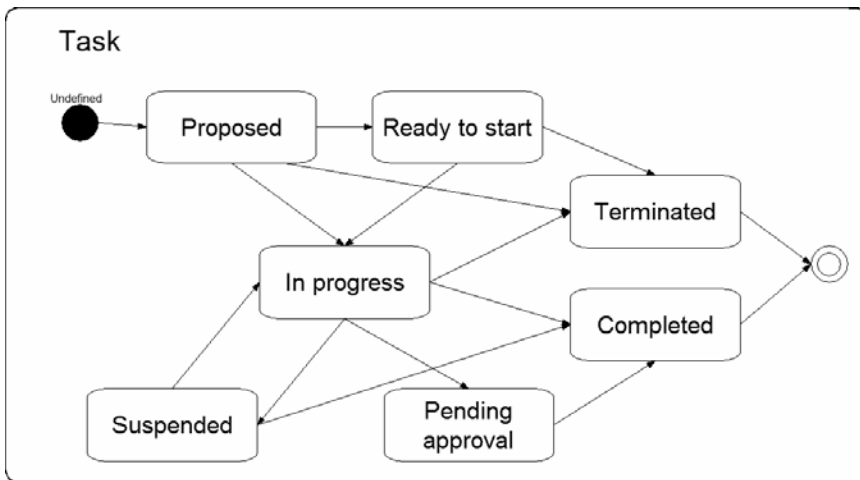 Task
Undefined
Proposed
Ready to start
Terminated
In progress
Completed
Suspended
Pending
approval